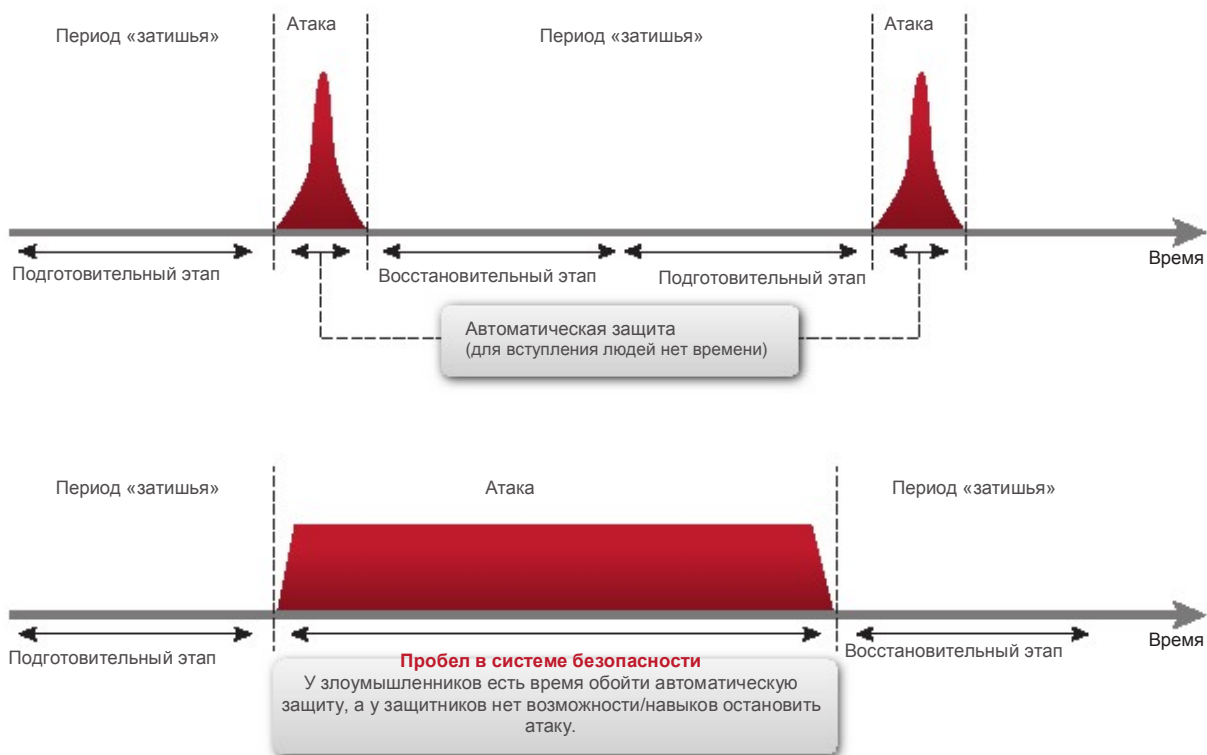 Период «затишья»
Атака
Период «затишья»
Атака
Время
Подготовительный этап
Восстановительный этап
Подготовительный этап
Автоматическая защита
(для вступления людей нет времени)
Период «затишья»
Атака
Период «затишья»
Время
Подготовительный этап
Восстановительный этап
Пробел в системе безопасности
У злоумышленников есть время обойти автоматическую
защиту, а у защитников нет возможности/навыков остановить
атаку.